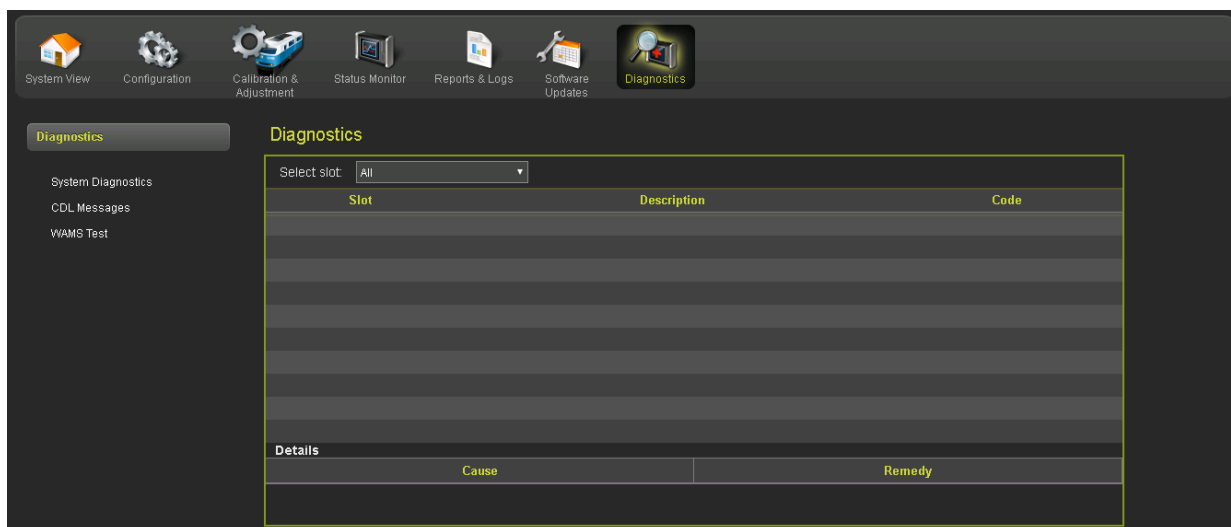 System View
Configuration
Calibration &
Adjustment
Status Monitor
Reports & Logs
Software
Updates
Diagnostics
Diagnostics
System Diagnostics
CDL Messages
WAMS Test
Diagnostics
Select slot: All
Slot Description Code
Details
Cause Remedy